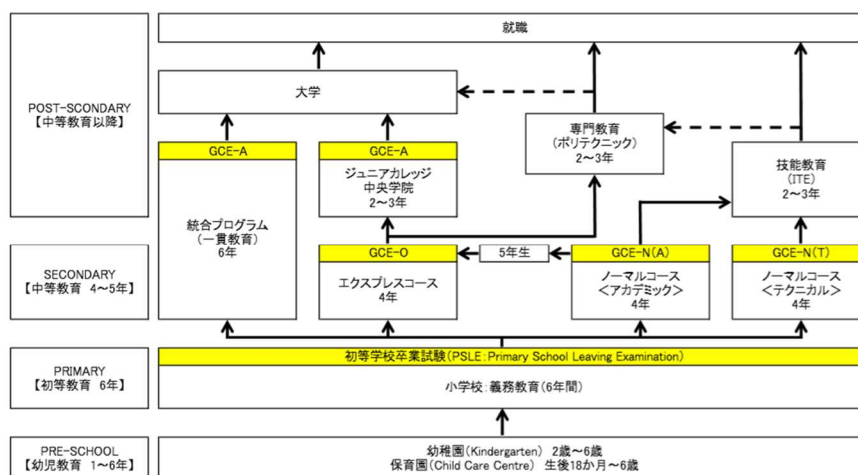 就職
POST-SCONDARY
【中等教育以降】
大学
専門教育
(ポリテクニック)
2～3年
GCE-A
GCE-A
統合プログラム
(一貫教育)
6年
ジュニアカレッジ
中央学院
2～3年
技能教育
(ITE)
2～3年
SECONDARY
【中等教育 4～5年】
GCE-O
5年生
GCE-N(A)
GCE-N(T)
エクスプレスコース
4年
ノーマルコース
<アカデミック>
4年
ノーマルコース
<テクニカル>
4年
PRIMARY
【初等教育 6年】
初等学校卒業試験(PSLE:Primary School Leaving Examination)
小学校:義務教育(6年間)
PRE-SCHOOL
【幼児教育 1～6年】
幼稚園(Kindergarten) 2歳～6歳
保育園(Child Care Centre) 生後18か月～6歳